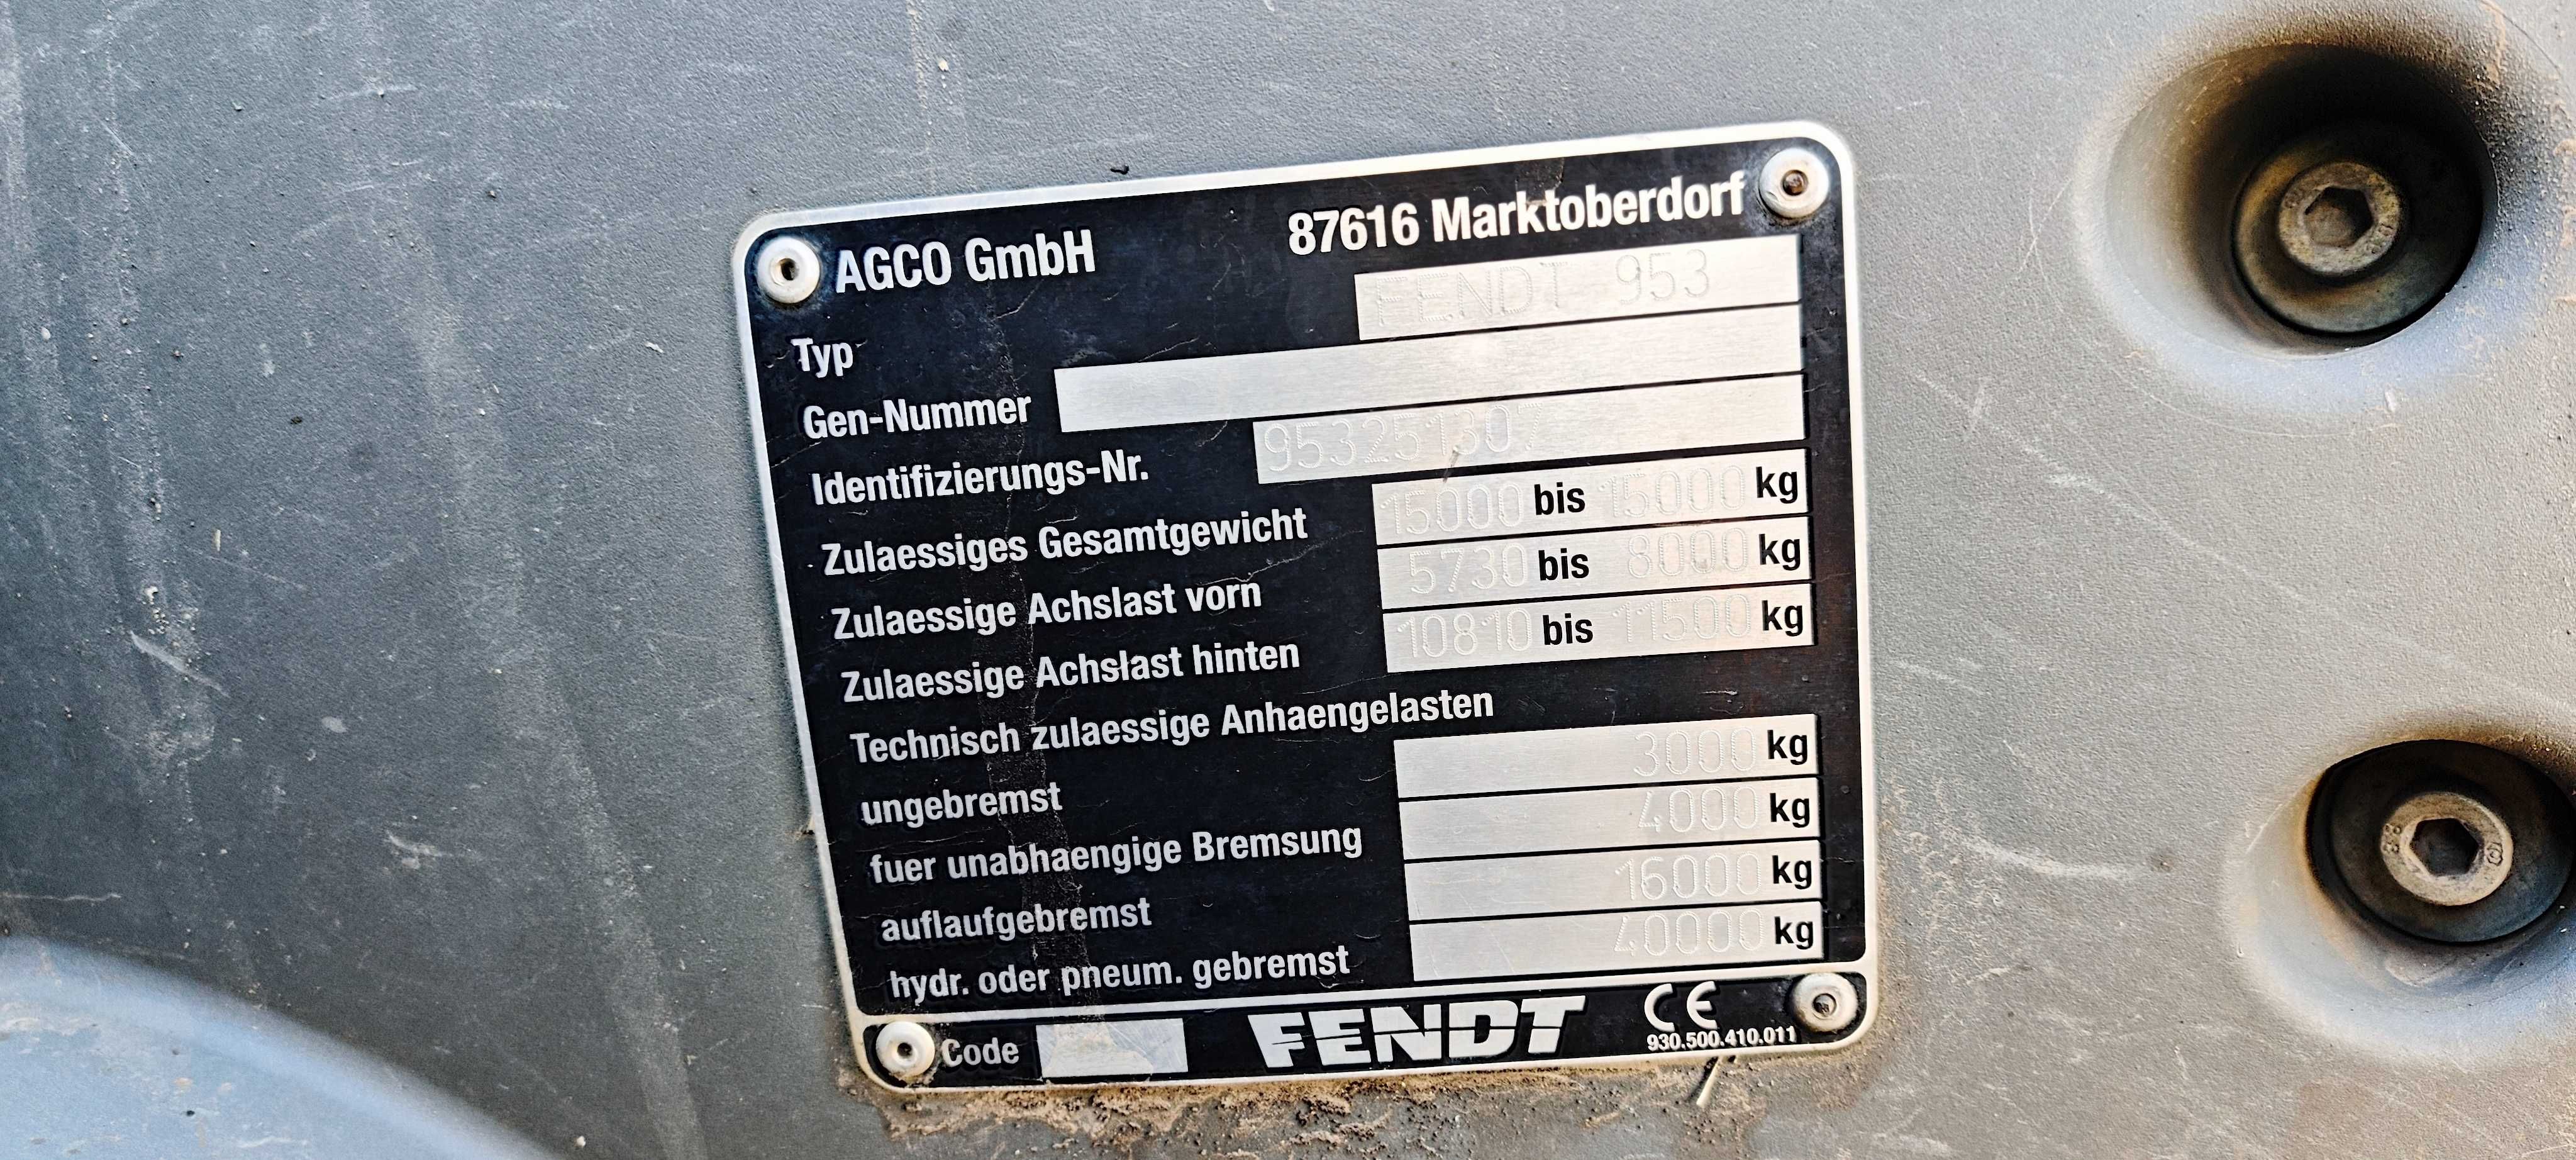 AGCO GmbH 87616 Marktoberdorf
Typ FENDT 953
Gen-Nummer
Identifizierungs-Nr. 953251307
Zulaessiges Gesamtgewicht 15000 bis 15000 kg
Zulaessige Achslast vorn 5730 bis 8000 kg
Zulaessige Achslast hinten 10810 bis 11500 kg
Technisch zulaessige Anhaengelasten
ungebremst 3000 kg
fuer unabhaengige Bremsung 4000 kg
auflaufgebremst 16000 kg
hydr. oder pneum. gebremst 40000 kg
Code FENDT CE
930.500.410.011